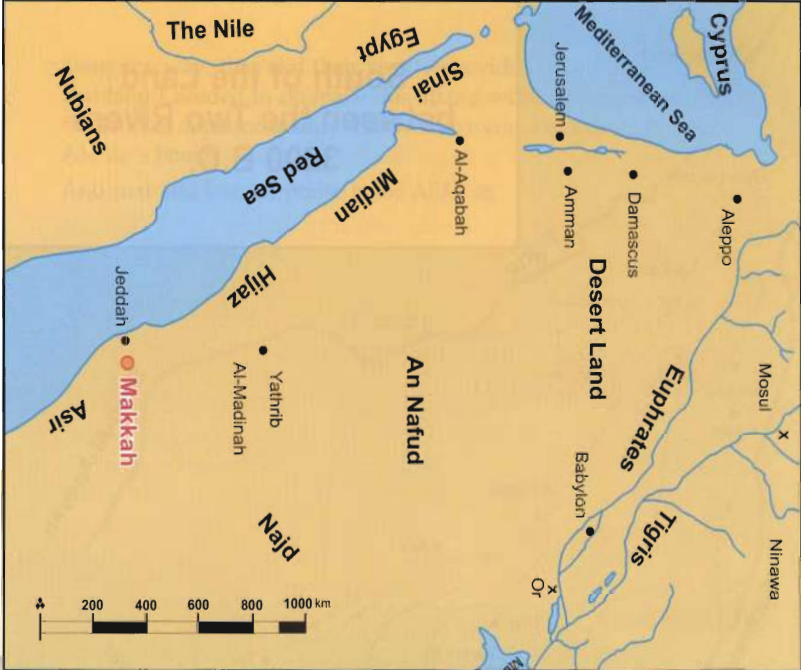 The Nile
Egypt
Sinai
Nubians
Red Sea
Midian
Al-Aqabah
Mediterranean Sea
Cyprus
Jerusalem
Amman
Damascus
Aleppo
Desert Land
Hijaz
Jeddah
Makkah
Asir
Yathrib
Al-Madinah
An Nafud
Najd
Euphrates
Tigris
Mosul
x
Ninawa
Babylon
x
Or
200 400 600 800 1000 km